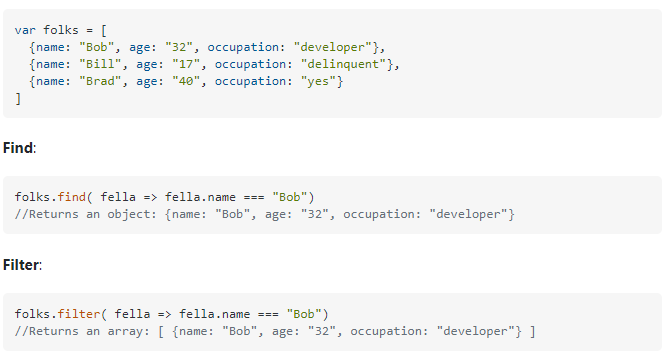 var folks = [
  {name: "Bob", age: "32", occupation: "developer"},
  {name: "Bill", age: "17", occupation: "delinquent"},
  {name: "Brad", age: "40", occupation: "yes"}
]
Find:
folks.find( fella => fella.name === "Bob")
//Returns an object: {name: "Bob", age: "32", occupation: "developer"}
Filter:
folks.filter( fella => fella.name === "Bob")
//Returns an array: [ {name: "Bob", age: "32", occupation: "developer"} ]